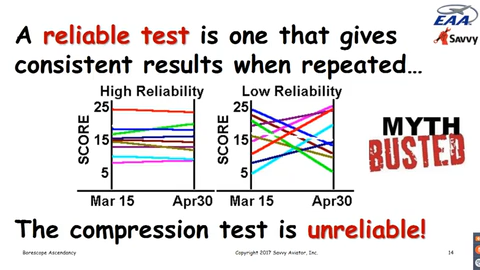 EAA
SAVVY
A reliable test is one that gives
consistent results when repeated…
High Reliability
Low Reliability
25
15
5
SCORE
Mar 15
Apr30
25
15
5
SCORE
Mar 15
Apr30
MYTH
BUSTED
The compression test is unreliable!
Borescope Ascendancy
Copyright 2017 Savvy Aviator, Inc.
14